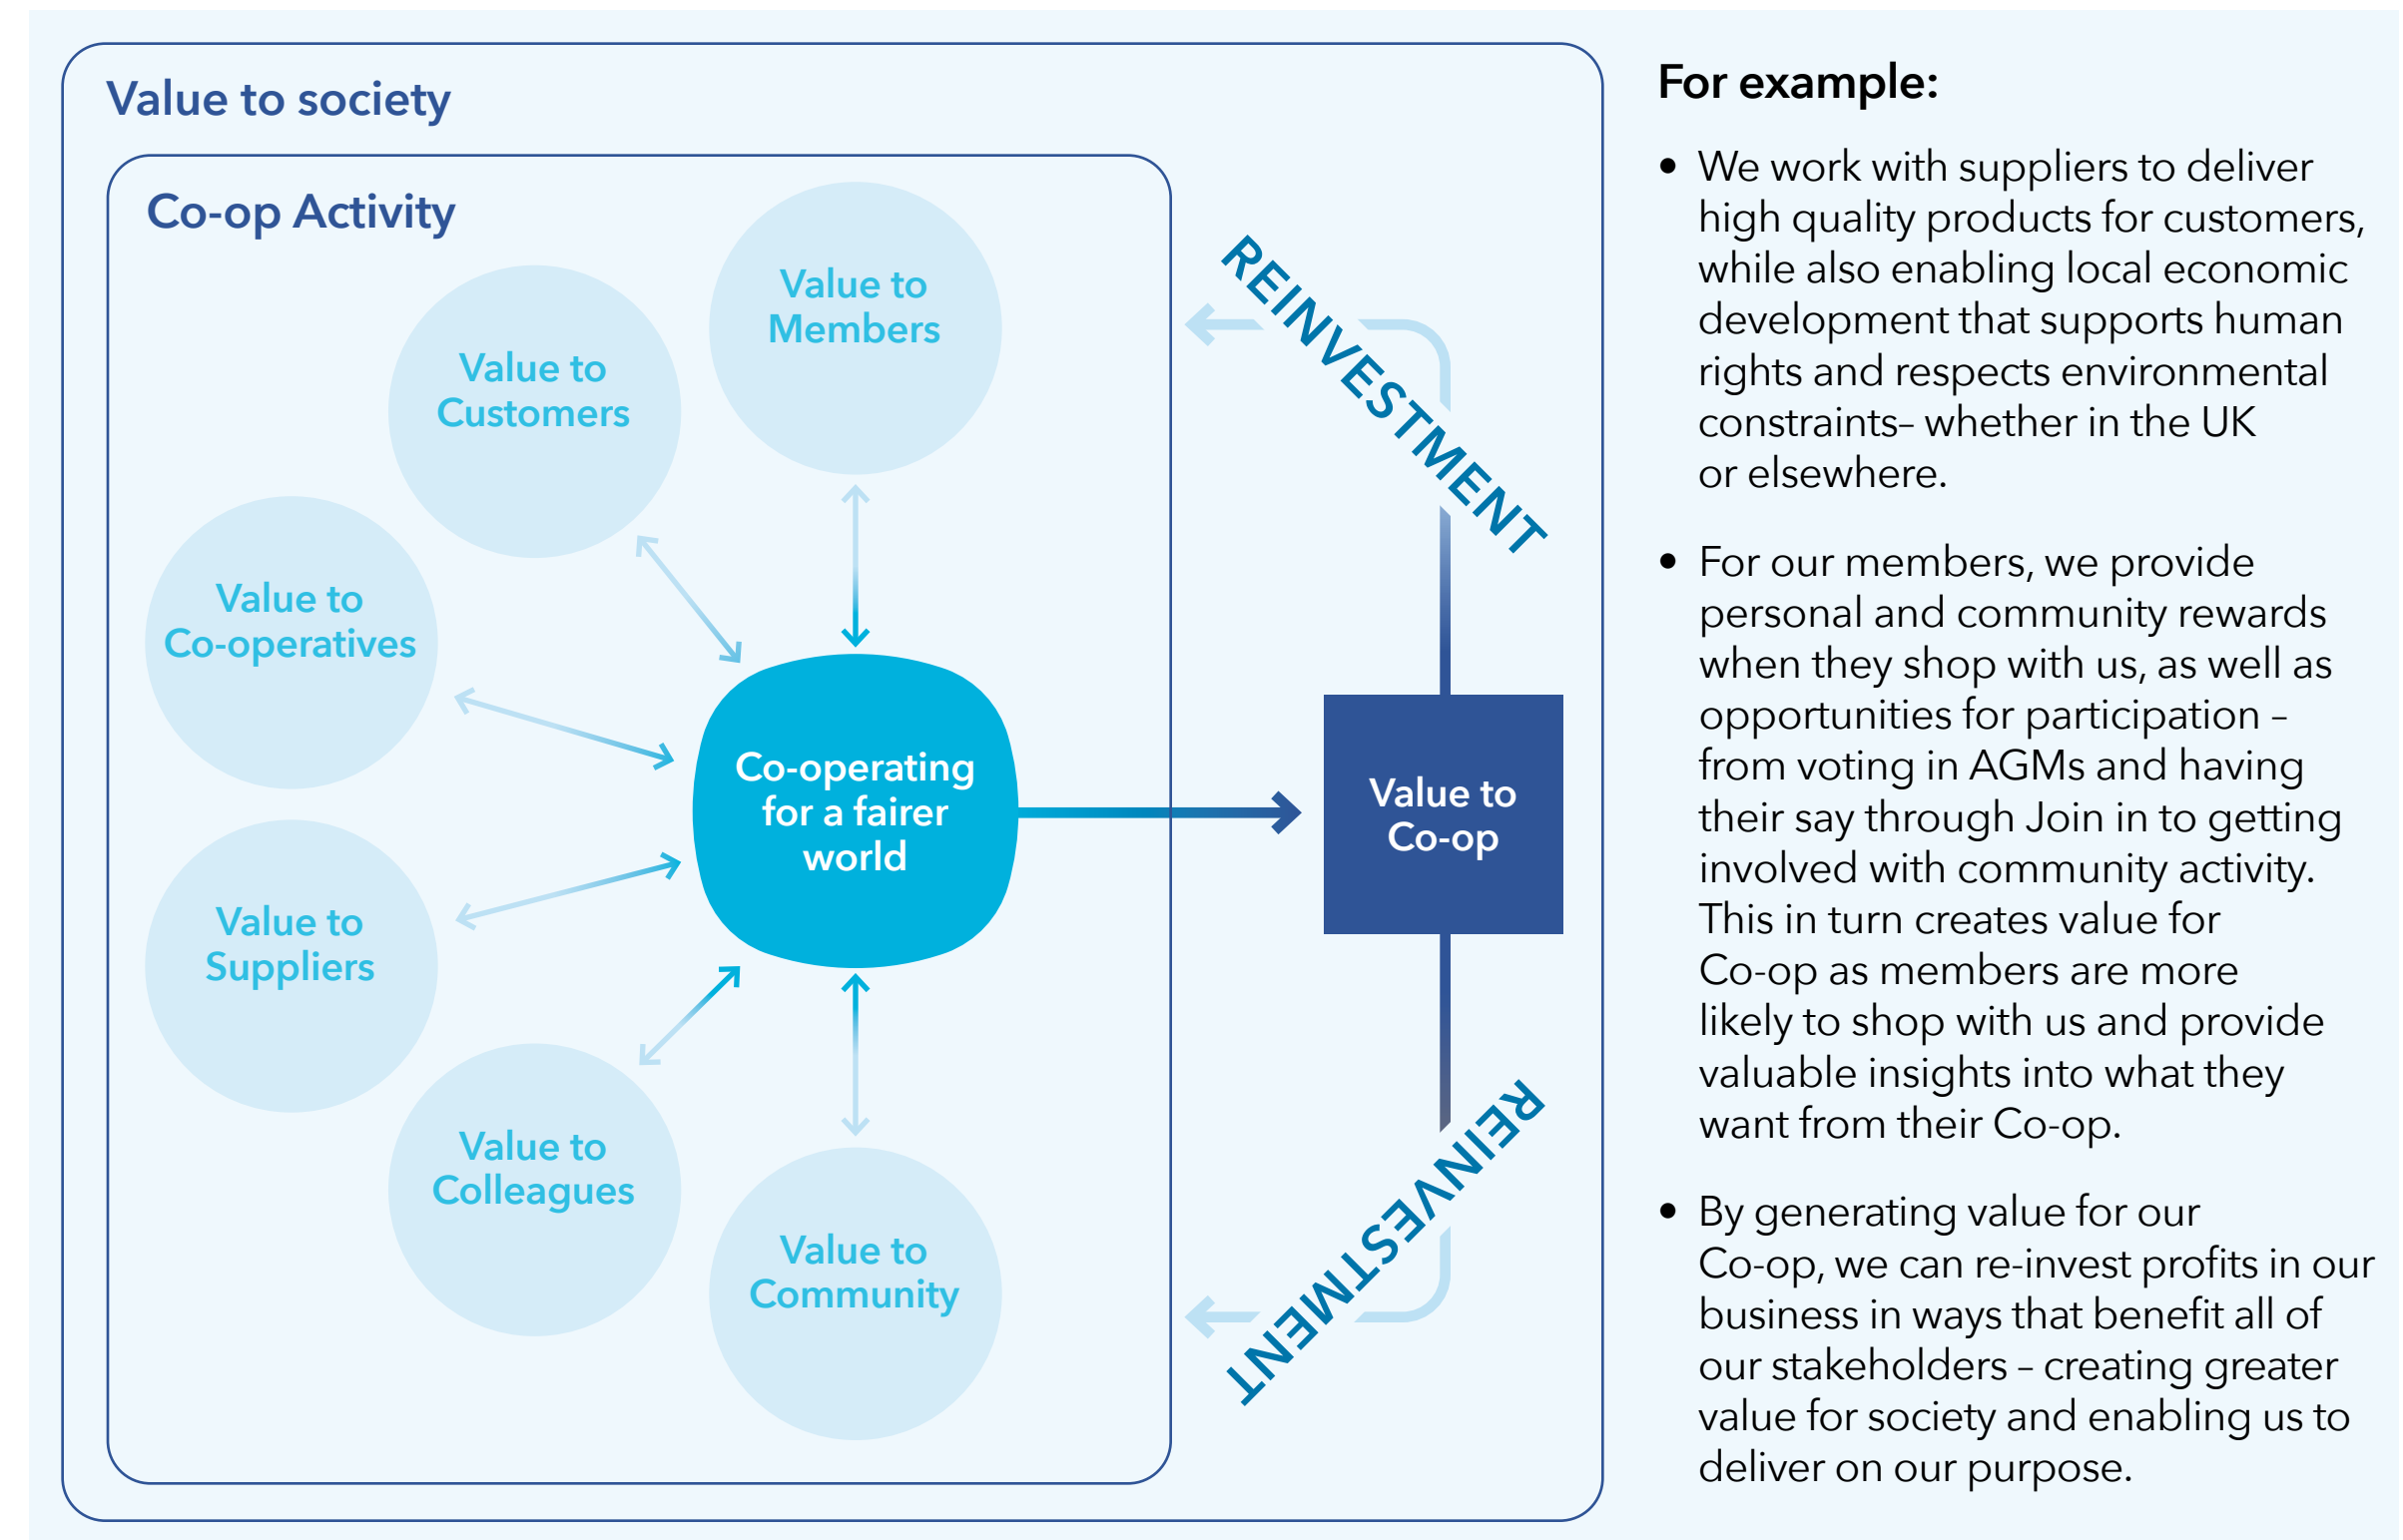 Value to society
Co-op Activity
Value to
Members
Value to
Customers
Value to
Co-operatives
Value to
Suppliers
Value to
Colleagues
Value to
Community
Co-operating
for a fairer
world
Value to
Co-op
REINVESTMENT
REINVESTMENT
For example:
• We work with suppliers to deliver
high quality products for customers,
while also enabling local economic
development that supports human
rights and respects environmental
constraints– whether in the UK
or elsewhere.
• For our members, we provide
personal and community rewards
when they shop with us, as well as
opportunities for participation –
from voting in AGMs and having
their say through Join in to getting
involved with community activity.
This in turn creates value for
Co-op as members are more
likely to shop with us and provide
valuable insights into what they
want from their Co-op.
• By generating value for our
Co-op, we can re-invest profits in our
business in ways that benefit all of
our stakeholders – creating greater
value for society and enabling us to
deliver on our purpose.